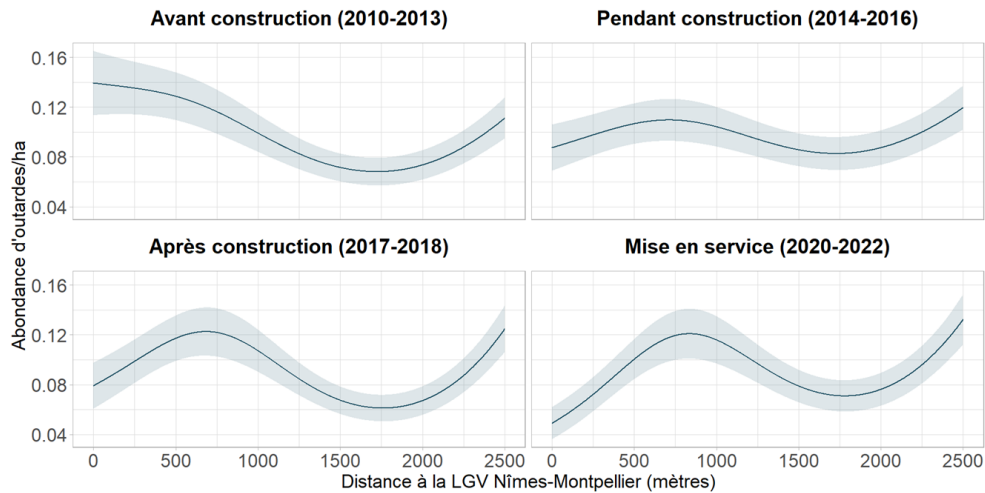 Avant construction (2010-2013)
Pendant construction (2014-2016)
0.16
0.12
0.08
0.04
Après construction (2017-2018)
Mise en service (2020-2022)
0.16
0.12
0.08
0.04
0 500 1000 1500 2000 2500 0 500 1000 1500 2000 2500
Distance à la LGV Nîmes-Montpellier (mètres)
Abondance d'outardes/ha